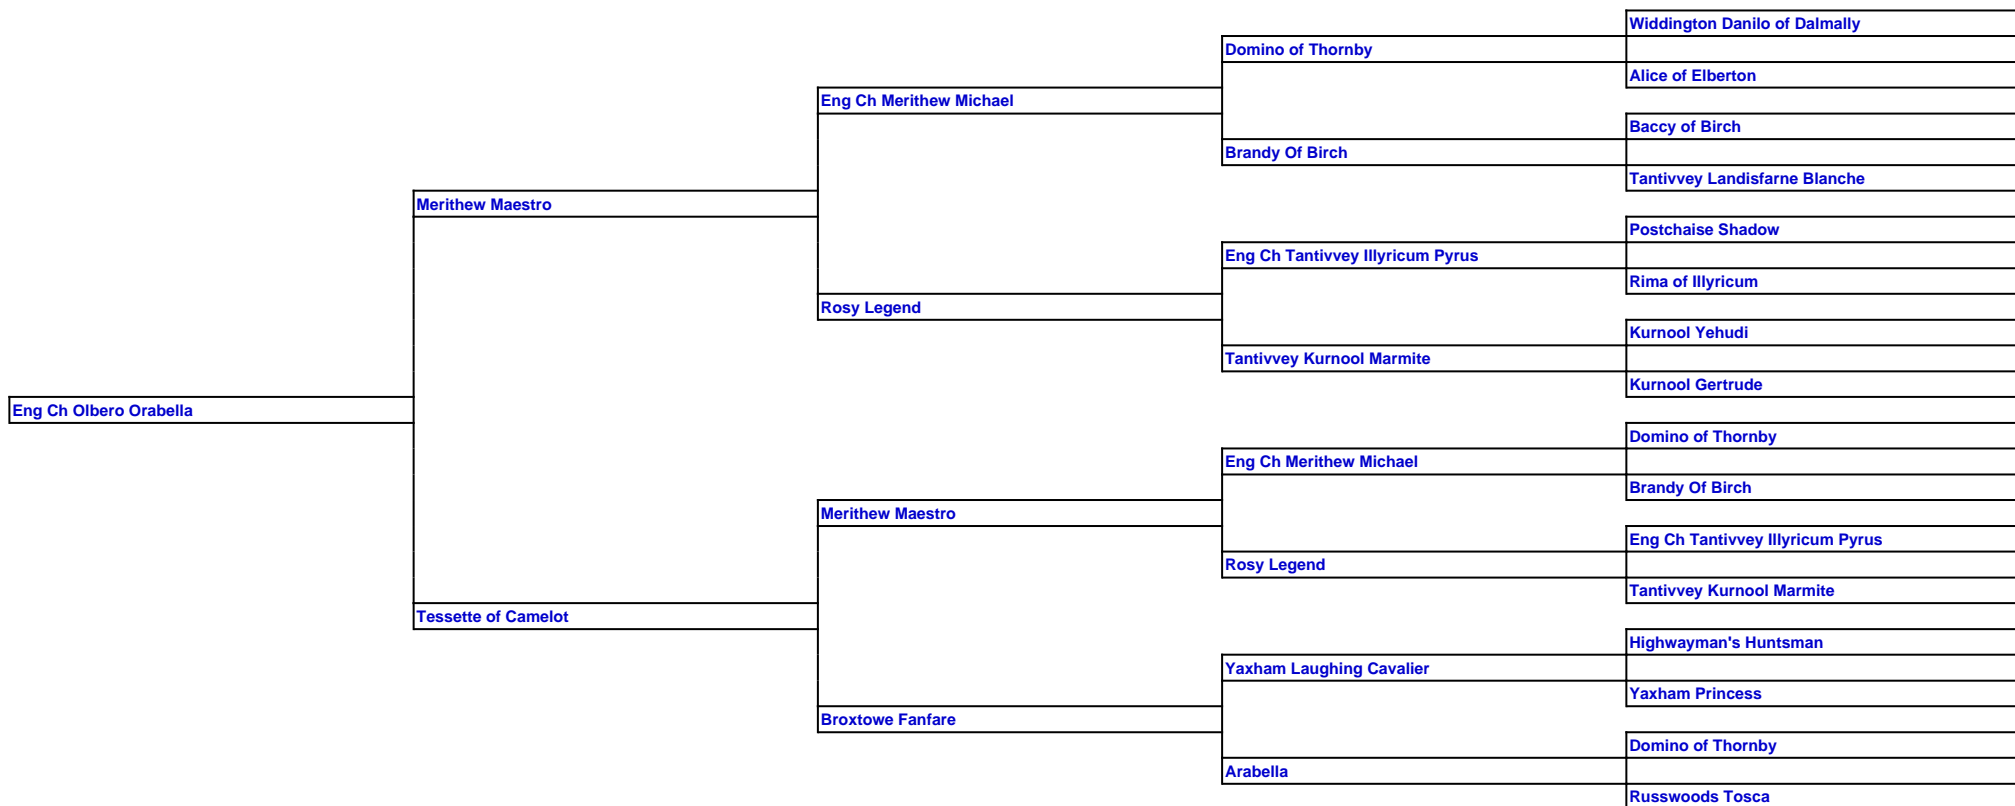 Widdington Danilo of Dalmally
Domino of Thornby
Alice of Elberton
Eng Ch Merithew Michael
Baccy of Birch
Brandy Of Birch
Tantivvey Landisfarne Blanche
Merithew Maestro
Postchaise Shadow
Eng Ch Tantivvey Illyricum Pyrus
Rima of Illyricum
Rosy Legend
Kurnool Yehudi
Tantivvey Kurnool Marmite
Kurnool Gertrude
Eng Ch Olbero Orabella
Domino of Thornby
Eng Ch Merithew Michael
Brandy Of Birch
Merithew Maestro
Eng Ch Tantivvey Illyricum Pyrus
Rosy Legend
Tantivvey Kurnool Marmite
Tessette of Camelot
Highwayman's Huntsman
Yaxham Laughing Cavalier
Yaxham Princess
Broxtowe Fanfare
Domino of Thornby
Arabella
Russwoods Tosca